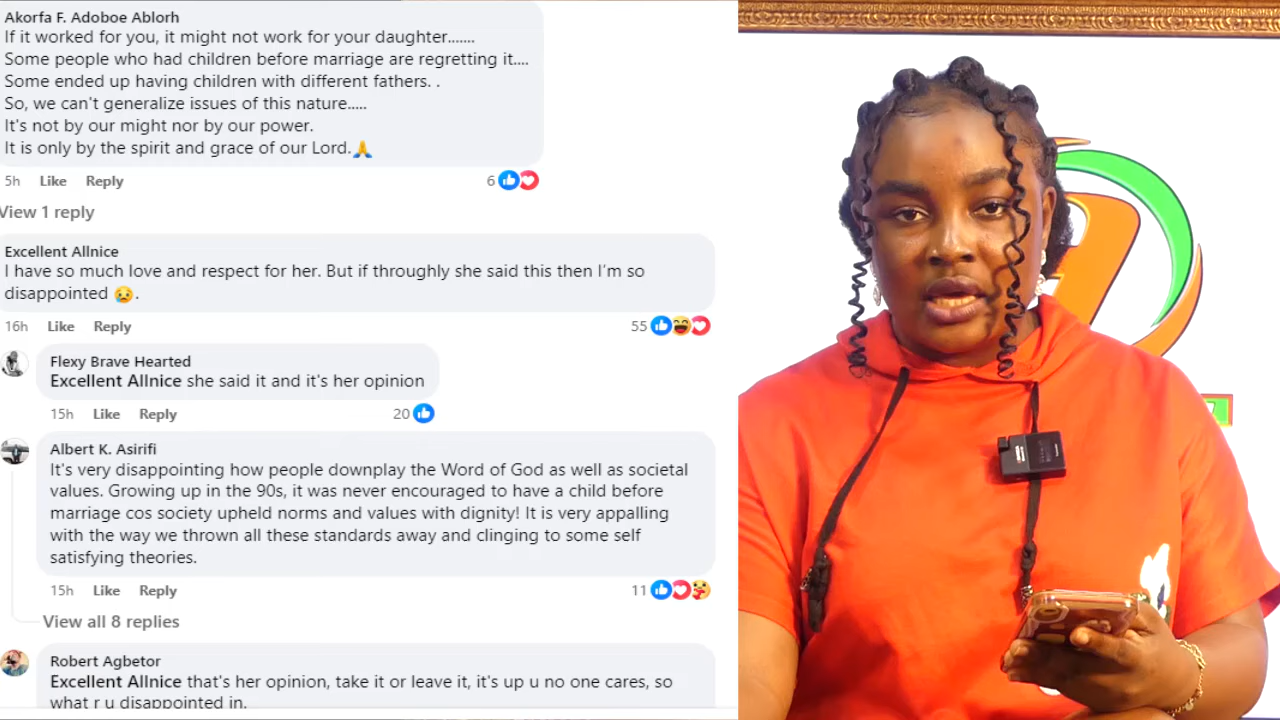 Akorfa F. Adoboe Ablorh
If it worked for you, it might not work for your daughter.......
Some people who had children before marriage are regretting it....
Some ended up having children with different fathers. .
So, we can't generalize issues of this nature.....
It's not by our might nor by our power.
It is only by the spirit and grace of our Lord.🙏
5h Like Reply 6
View 1 reply
Excellent Allnice
I have so much love and respect for her. But if throughly she said this then I'm so
disappointed 😥.
16h Like Reply 55
Flexy Brave Hearted
Excellent Allnice she said it and it's her opinion
15h Like Reply 20
Albert K. Asirifi
It's very disappointing how people downplay the Word of God as well as societal
values. Growing up in the 90s, it was never encouraged to have a child before
marriage cos society upheld norms and values with dignity! It is very appalling
with the way we thrown all these standards away and clinging to some self
satisfying theories.
15h Like Reply 11
View all 8 replies
Robert Agbetor
Excellent Allnice that's her opinion, take it or leave it, it's up u no one cares, so
what r u disappointed in.